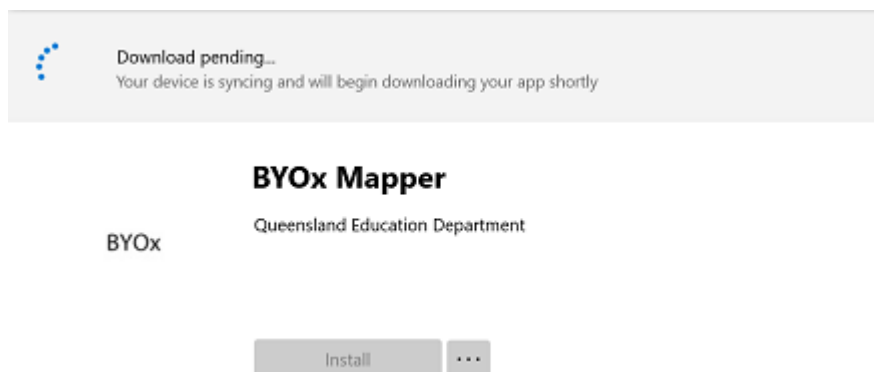 Download pending...
Your device is syncing and will begin downloading your app shortly
BYOx Mapper
Queensland Education Department
BYOx
Install
...